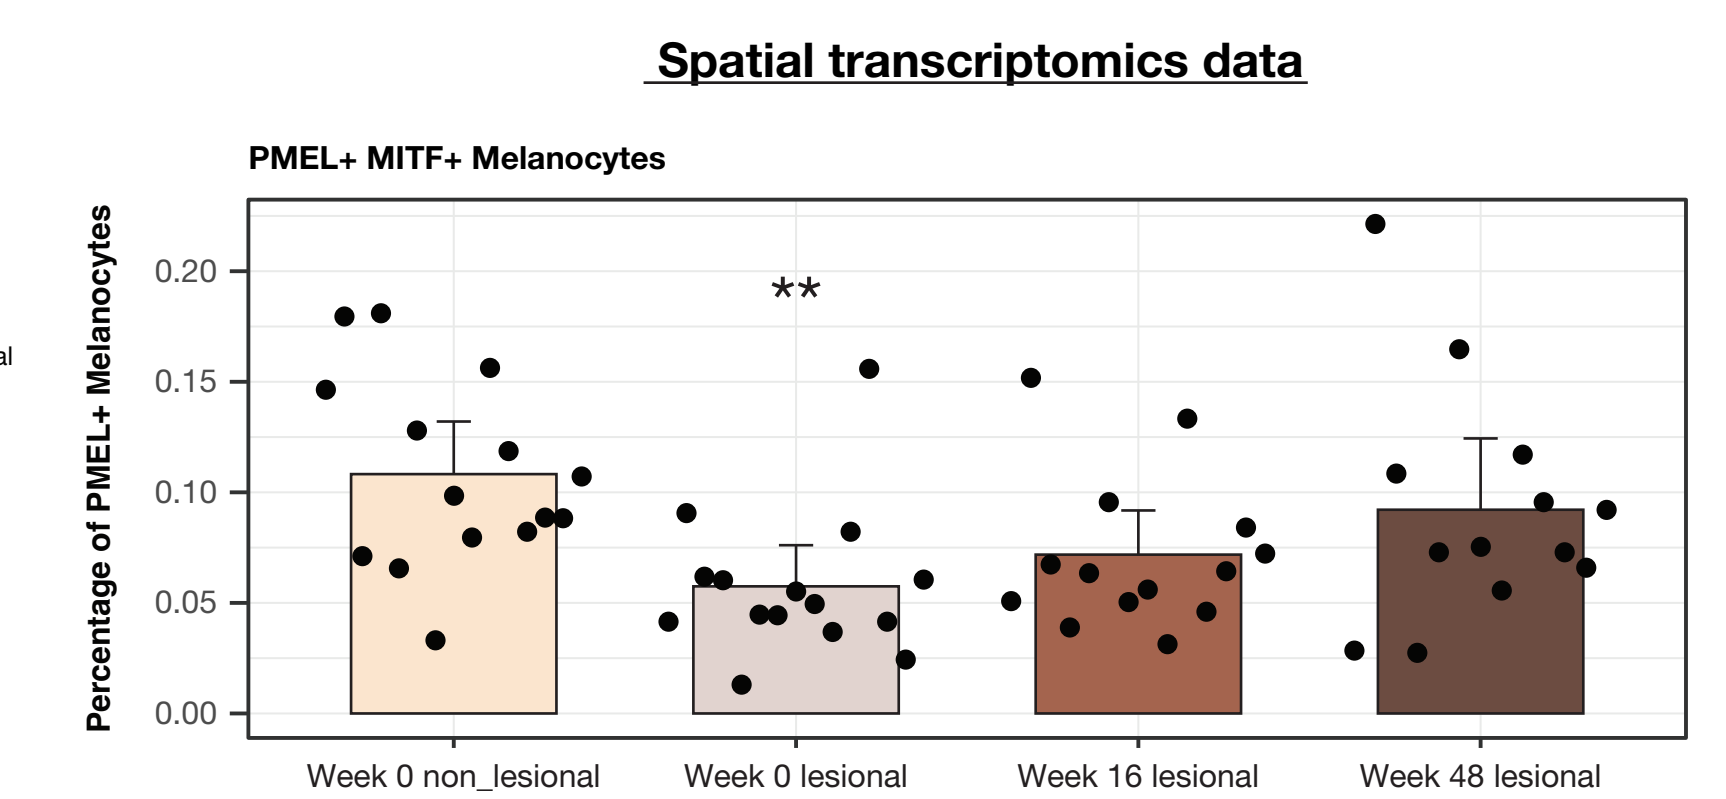 Spatial transcriptomics data
PMEL+ MITF+ Melanocytes
Percentage of PMEL+ Melanocytes
0.20
0.15
0.10
0.05
0.00
**
al
Week 0 non_lesional
Week 0 lesional
Week 16 lesional
Week 48 lesional